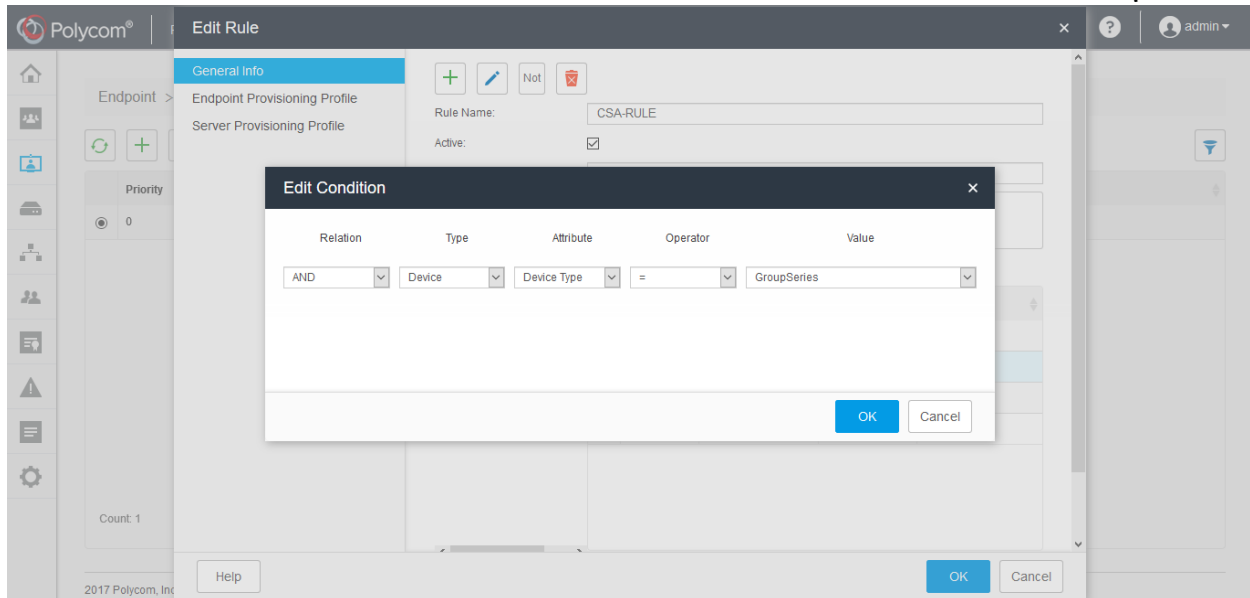 Polycom®
Edit Rule
×
?
admin
General Info
Endpoint Provisioning Profile
Server Provisioning Profile
Not
Endpoint >
Rule Name:
CSA-RULE
Active:
Priority
0
Edit Condition
×
Relation Type Attribute Operator Value
AND Device Device Type = GroupSeries
OK Cancel
Count: 1
Help
OK Cancel
2017 Polycom, Inc